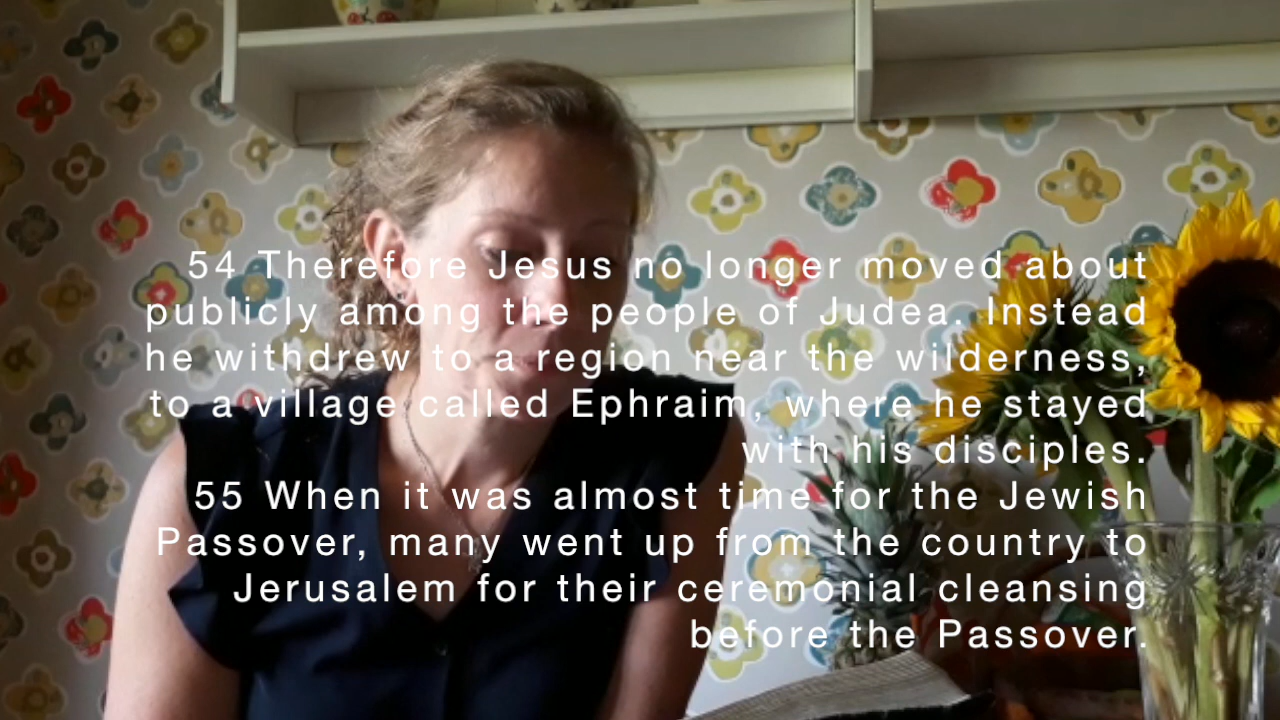 54 Therefore Jesus no longer moved about
publicly among the people of Judea. Instead
he withdrew to a region near the wilderness,
to a village called Ephraim, where he stayed
with his disciples.
55 When it was almost time for the Jewish
Passover, many went up from the country to
Jerusalem for their ceremonial cleansing
before the Passover.